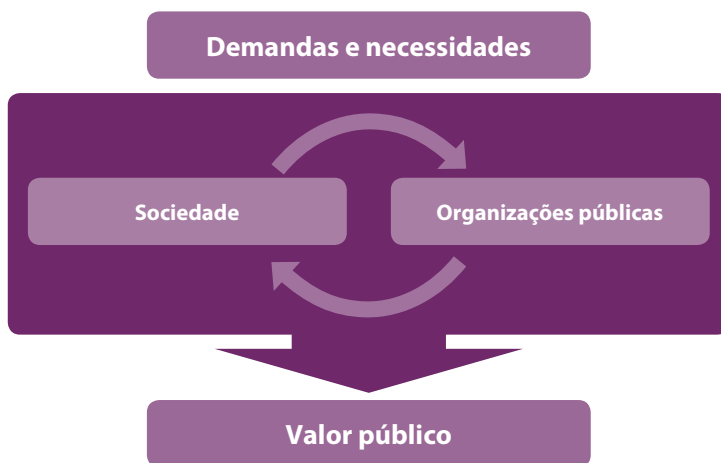 Demandas e necessidades
Sociedade
Organizações públicas
Valor público